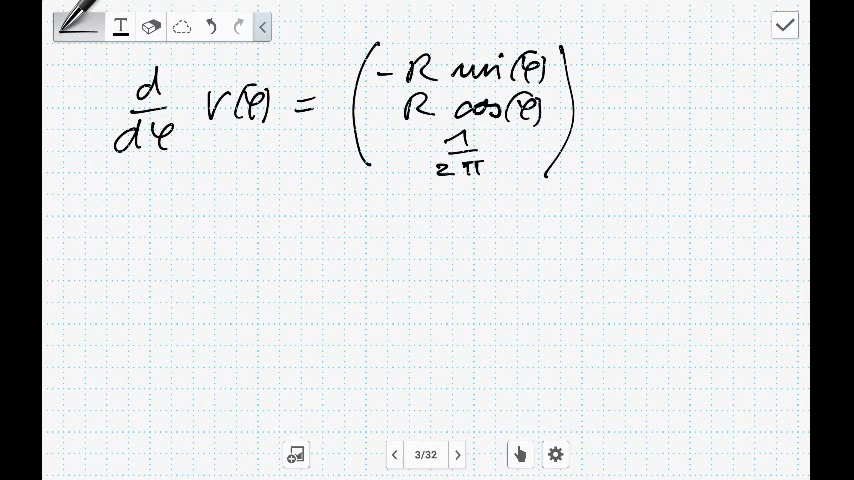 T
d/dφ r(φ) = ( -R sin(φ)
R cos(φ)
1/2π )
3/32